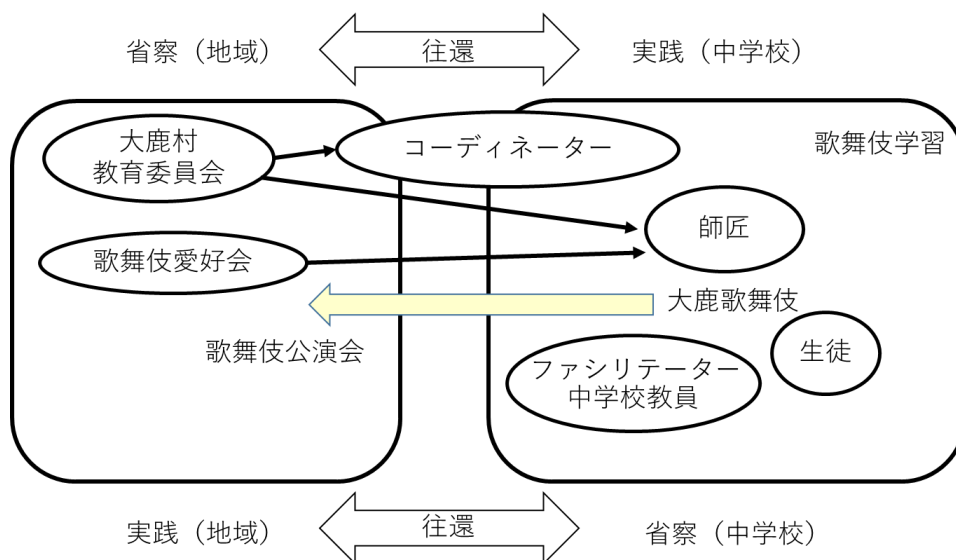 省察（地域）
往還
実践（中学校）
大鹿村
教育委員会
コーディネーター
歌舞伎学習
師匠
歌舞伎愛好会
大鹿歌舞伎
歌舞伎公演会
生徒
ファシリテーター
中学校教員
実践（地域）
往還
省察（中学校）